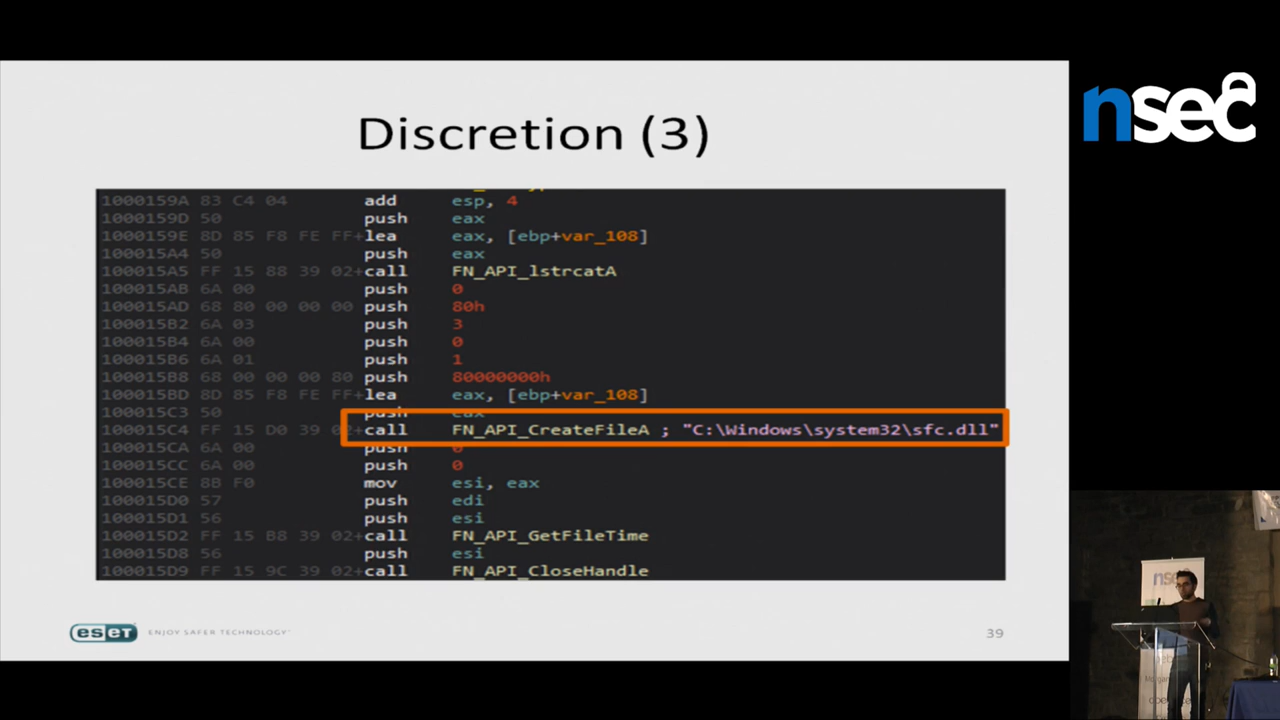 nsec
Discretion (3)
1000159A 83 C4 04 add esp, 4
1000159D 50 push eax
1000159E 8D 85 F8 FE FF+lea eax, [ebp+var_108]
100015A4 50 push eax
100015A5 FF 15 88 39 02+call FN_API_lstrcatA
100015AB 6A 00 push 0
100015AD 68 80 00 00 00 push 80h
100015B2 6A 03 push 3
100015B4 6A 00 push 0
100015B6 6A 01 push 1
100015B8 68 00 00 00 80 push 80000000h
100015BD 8D 85 F8 FE FF+lea eax, [ebp+var_108]
100015C3 50 push eax
100015C4 FF 15 D0 39 02+call FN_API_CreateFileA ; "C:\Windows\system32\sfc.dll"
push 0
100015CC 6A 00 push 0
100015CE 8B F0 mov esi, eax
100015D0 57 push edi
100015D1 56 push esi
100015D2 FF 15 B8 39 02+call FN_API_GetFileTime
100015D8 56 push esi
100015D9 FF 15 9C 39 02+call FN_API_CloseHandle
eset ENJOY SAFER TECHNOLOGY
39